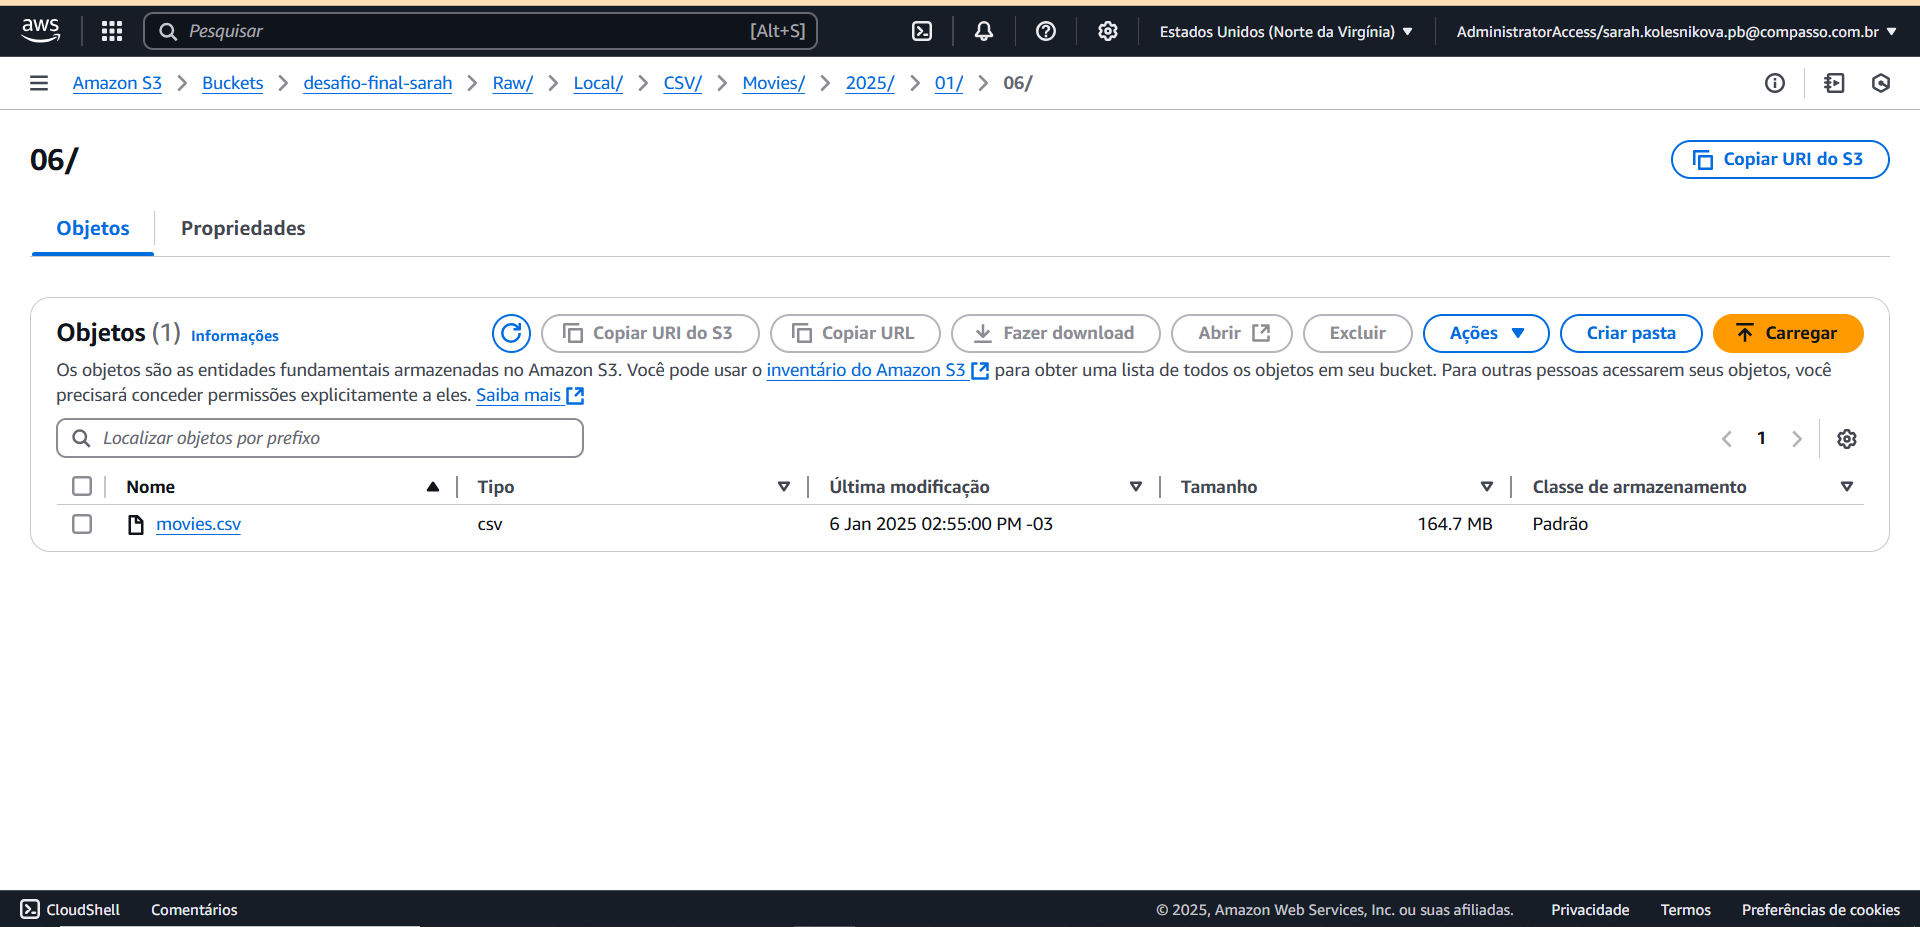 aws Pesquisar [Alt+S] Estados Unidos (Norte da Virgínia) AdministratorAccess/sarah.kolesnikova.pb@compasso.com.br
Amazon S3 Buckets desafio-final-sarah Raw/ Local/ CSV/ Movies/ 2025/ 01/ 06/
06/ Copiar URI do S3
Objetos Propriedades
Objetos (1) Informações Copiar URI do S3 Copiar URL Fazer download Abrir Excluir Ações Criar pasta Carregar
Os objetos são as entidades fundamentais armazenadas no Amazon S3. Você pode usar o inventário do Amazon S3 para obter uma lista de todos os objetos em seu bucket. Para outras pessoas acessarem seus objetos, você
precisará conceder permissões explicitamente a eles. Saiba mais
Localizar objetos por prefixo 1
Nome Tipo Última modificação Tamanho Classe de armazenamento
movies.csv csv 6 Jan 2025 02:55:00 PM -03 164.7 MB Padrão
CloudShell Comentários © 2025, Amazon Web Services, Inc. ou suas afiliadas. Privacidade Termos Preferências de cookies